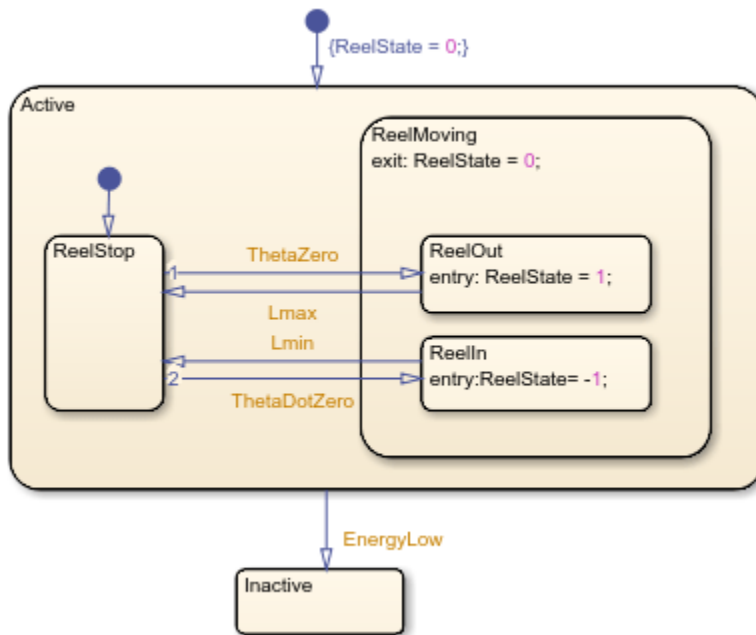 {ReelState = 0;}
Active
ReelMoving
exit: ReelState = 0;
ReelStop
ThetaZero
1
ReelOut
entry: ReelState = 1;
Lmax
Lmin
ReelIn
2
entry:ReelState= -1;
ThetaDotZero
EnergyLow
Inactive